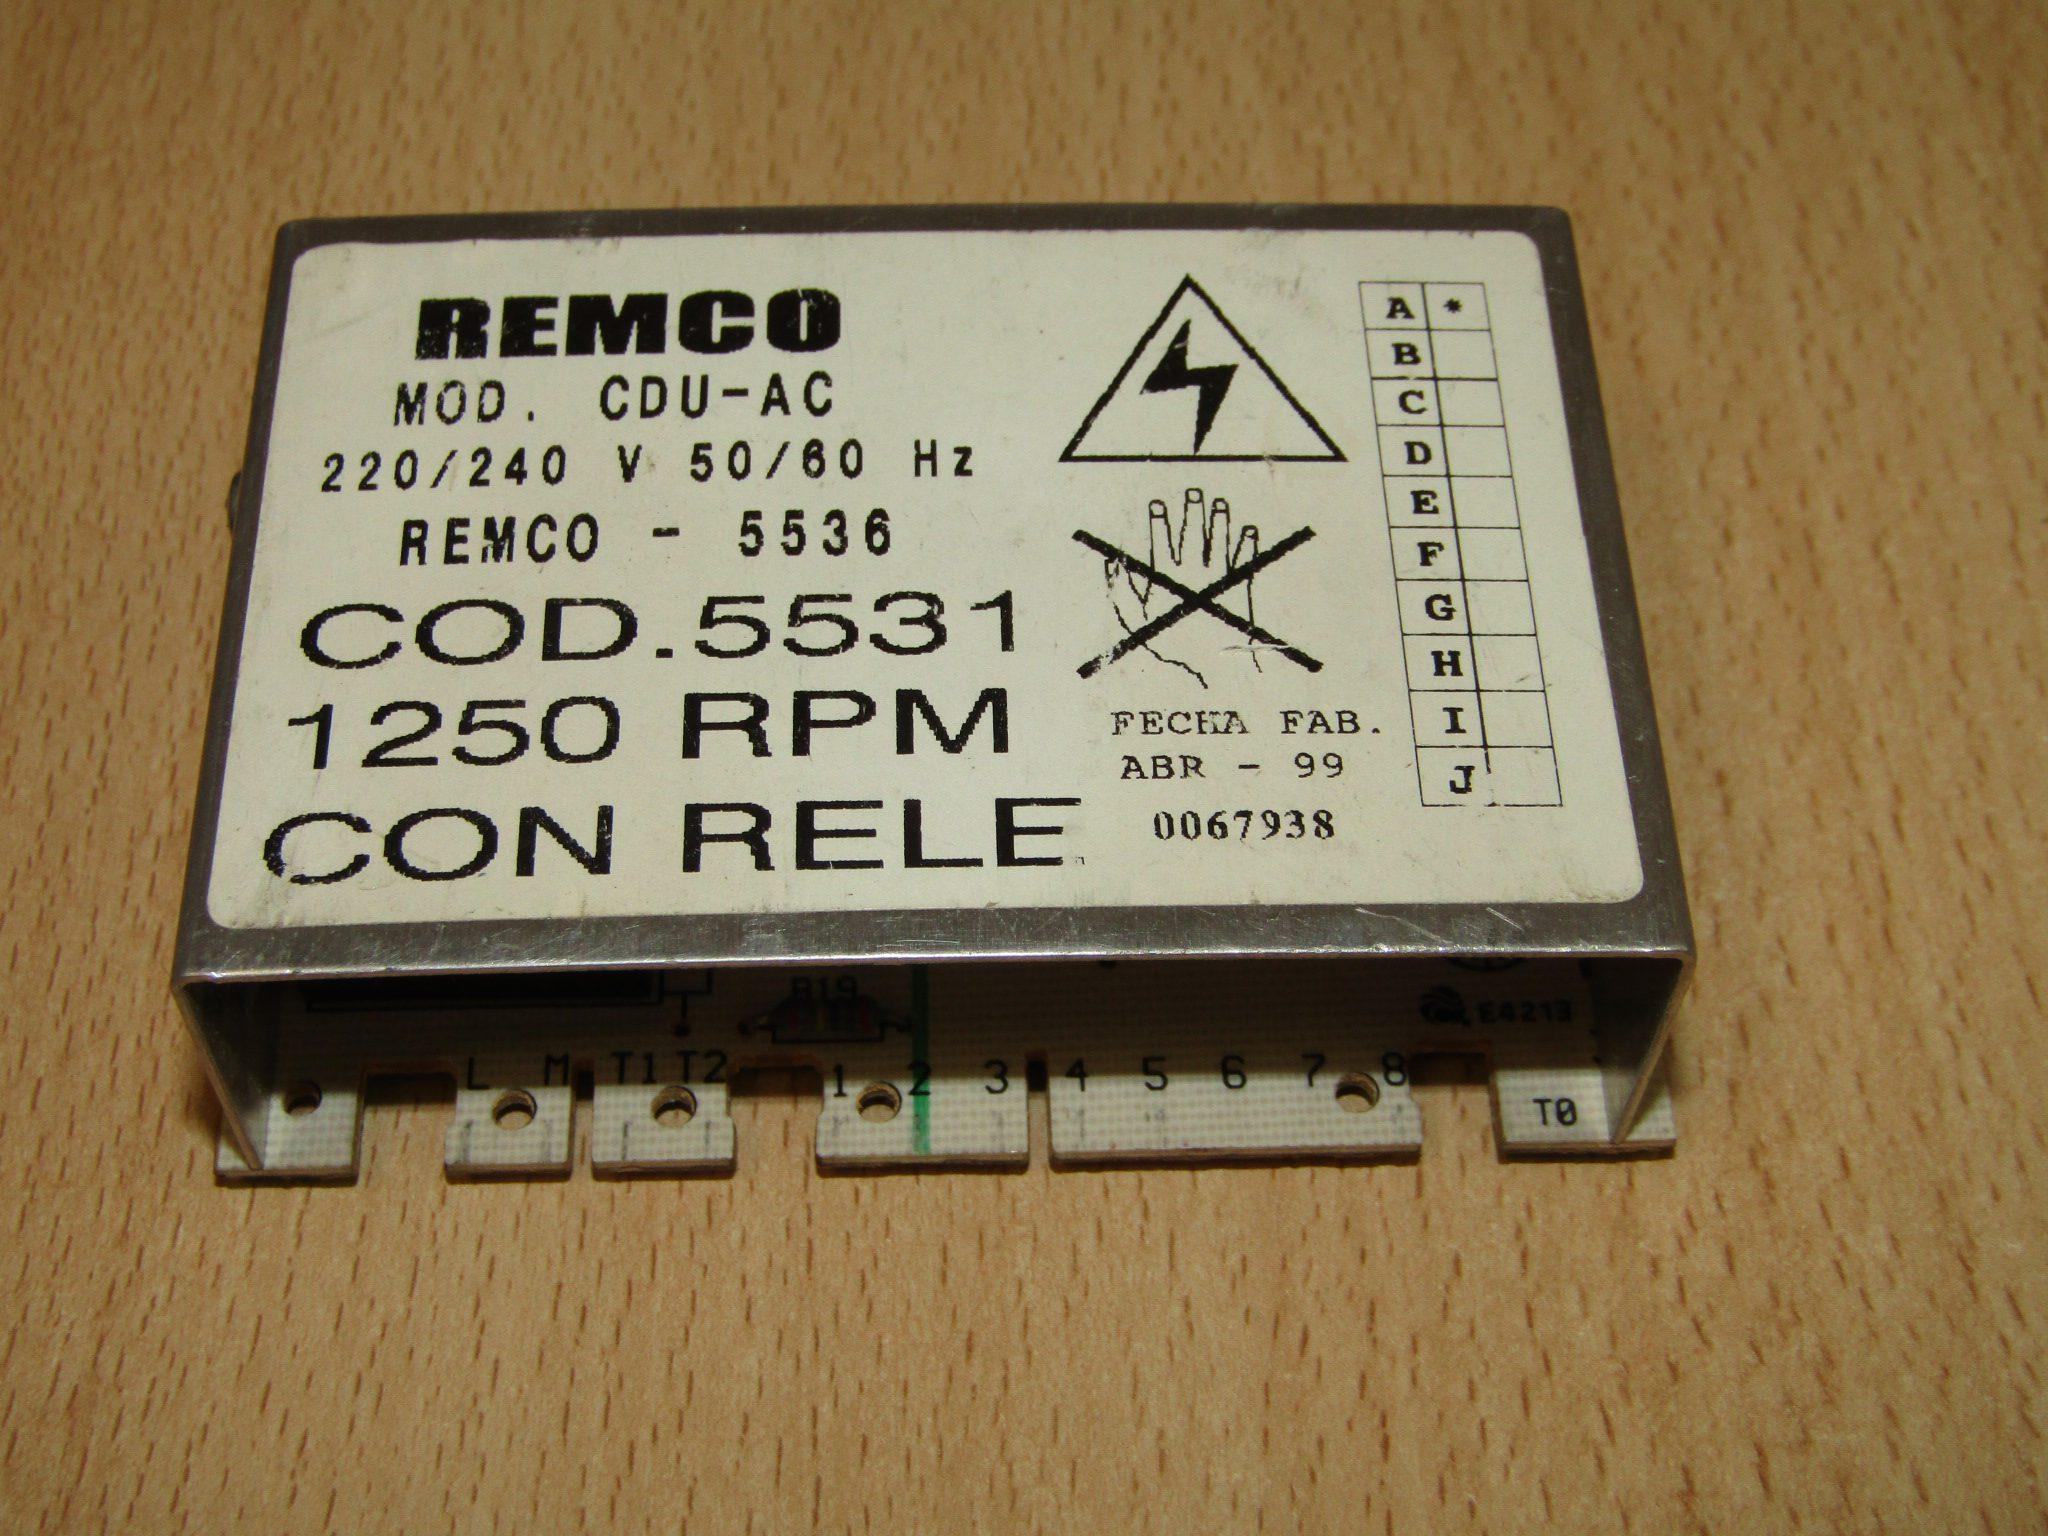 REMCO
MOD. CDU-AC
220/240 V 50/60 Hz
REMCO - 5536
COD.5531
1250 RPM
CON RELE
FECHA FAB.
ABR - 99
0067938
A *
B
C
D
E
F
G
H
I
J
R19
E4213
L M T1 T2 1 2 3 4 5 6 7 8
T0